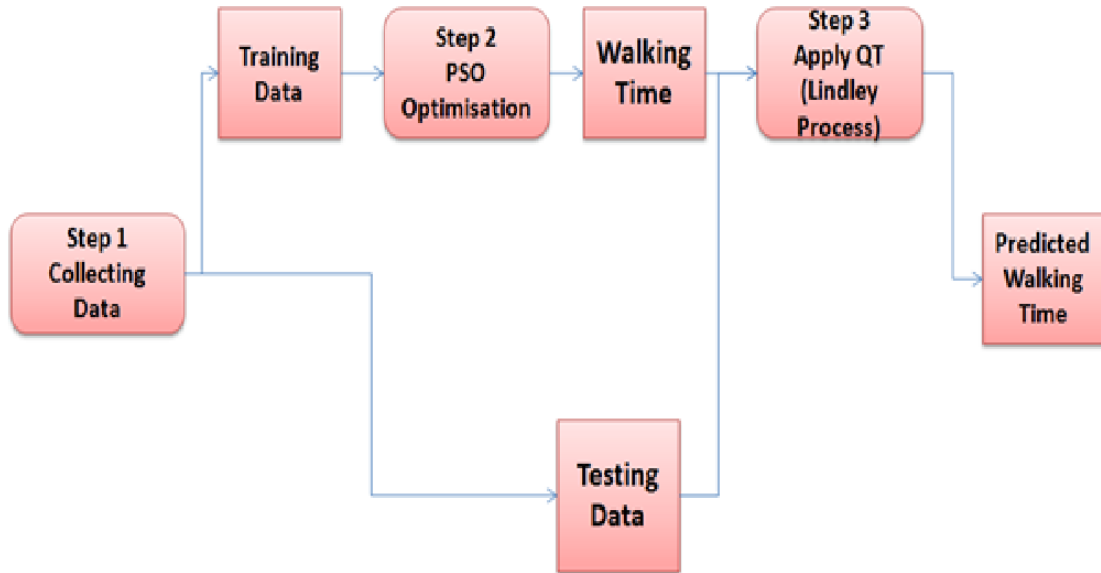 Step 1
Collecting
Data
Training
Data
Step 2
PSO
Optimisation
Walking
Time
Step 3
Apply QT
(Lindley
Process)
Predicted
Walking
Time
Testing
Data